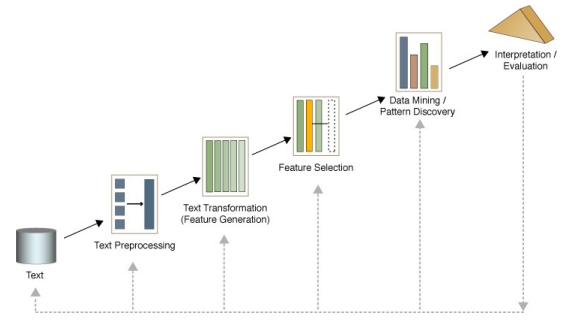 Text
Text Preprocessing
Text Transformation
(Feature Generation)
Feature Selection
Data Mining /
Pattern Discovery
Interpretation /
Evaluation